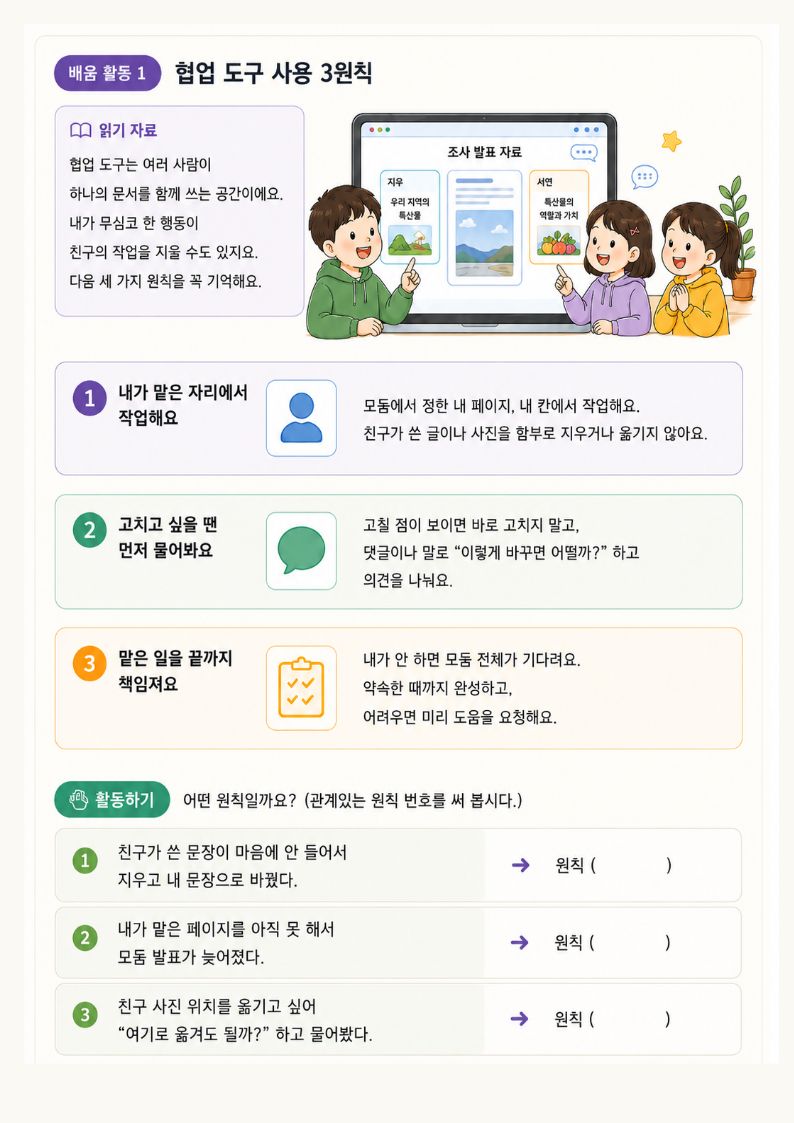 배움 활동 1
협업 도구 사용 3원칙
읽기 자료
협업 도구는 여러 사람이
하나의 문서를 함께 쓰는 공간이에요.
내가 무심코 한 행동이
친구의 작업을 지울 수도 있지요.
다음 세 가지 원칙을 꼭 기억해요.
조사 발표 자료
지우
우리 지역의
특산물
서연
특산물의
역할과 가치
1
내가 맡은 자리에서
작업해요
모둠에서 정한 내 페이지, 내 칸에서 작업해요.
친구가 쓴 글이나 사진을 함부로 지우거나 옮기지 않아요.
2
고치고 싶을 땐
먼저 물어봐요
고칠 점이 보이면 바로 고치지 말고,
댓글이나 말로 “이렇게 바꾸면 어떨까?” 하고
의견을 나눠요.
3
맡은 일을 끝까지
책임져요
내가 안 하면 모둠 전체가 기다려요.
약속한 때까지 완성하고,
어려우면 미리 도움을 요청해요.
활동하기
어떤 원칙일까요? (관계있는 원칙 번호를 써 봅시다.)
1
친구가 쓴 문장이 마음에 안 들어서
지우고 내 문장으로 바꿨다.
➔ 원칙 ( )
2
내가 맡은 페이지를 아직 못 해서
모둠 발표가 늦어졌다.
➔ 원칙 ( )
3
친구 사진 위치를 옮기고 싶어
“여기로 옮겨도 될까?” 하고 물어봤다.
➔ 원칙 ( )